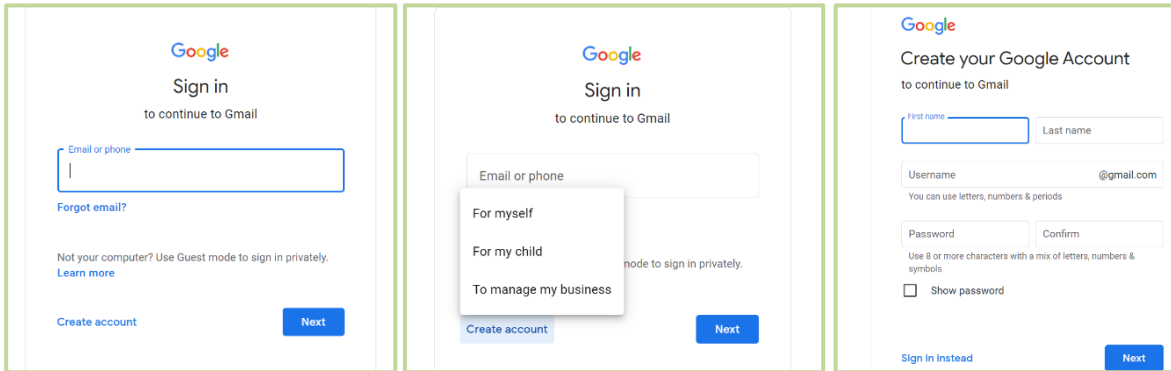 Google
Sign in
to continue to Gmail
Email or phone
Forgot email?
Not your computer? Use Guest mode to sign in privately.
Learn more
Create account
Next
Google
Sign in
to continue to Gmail
Email or phone
For myself
For my child
mode to sign in privately.
To manage my business
Create account
Next
Google
Create your Google Account
to continue to Gmail
First name
Last name
Username
@gmail.com
You can use letters, numbers & periods
Password
Confirm
Use 8 or more characters with a mix of letters, numbers &
symbols
Show password
Sign in instead
Next